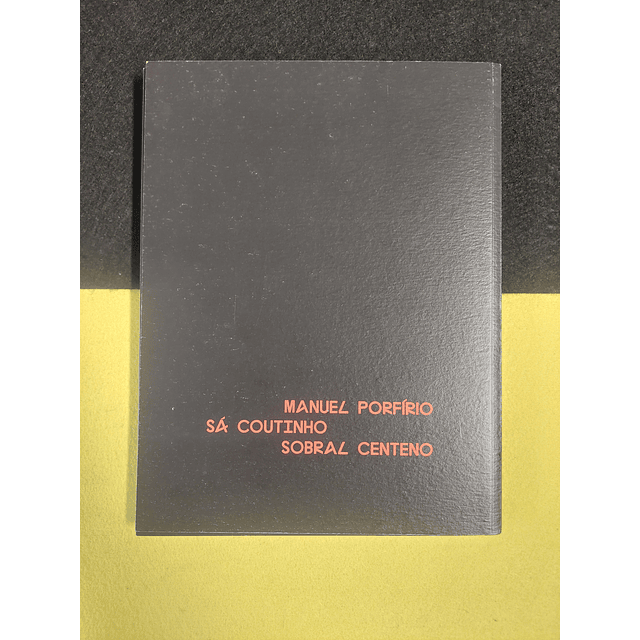 MANUEL PORFÍRIO
SÁ COUTINHO
SOBRAL CENTENO